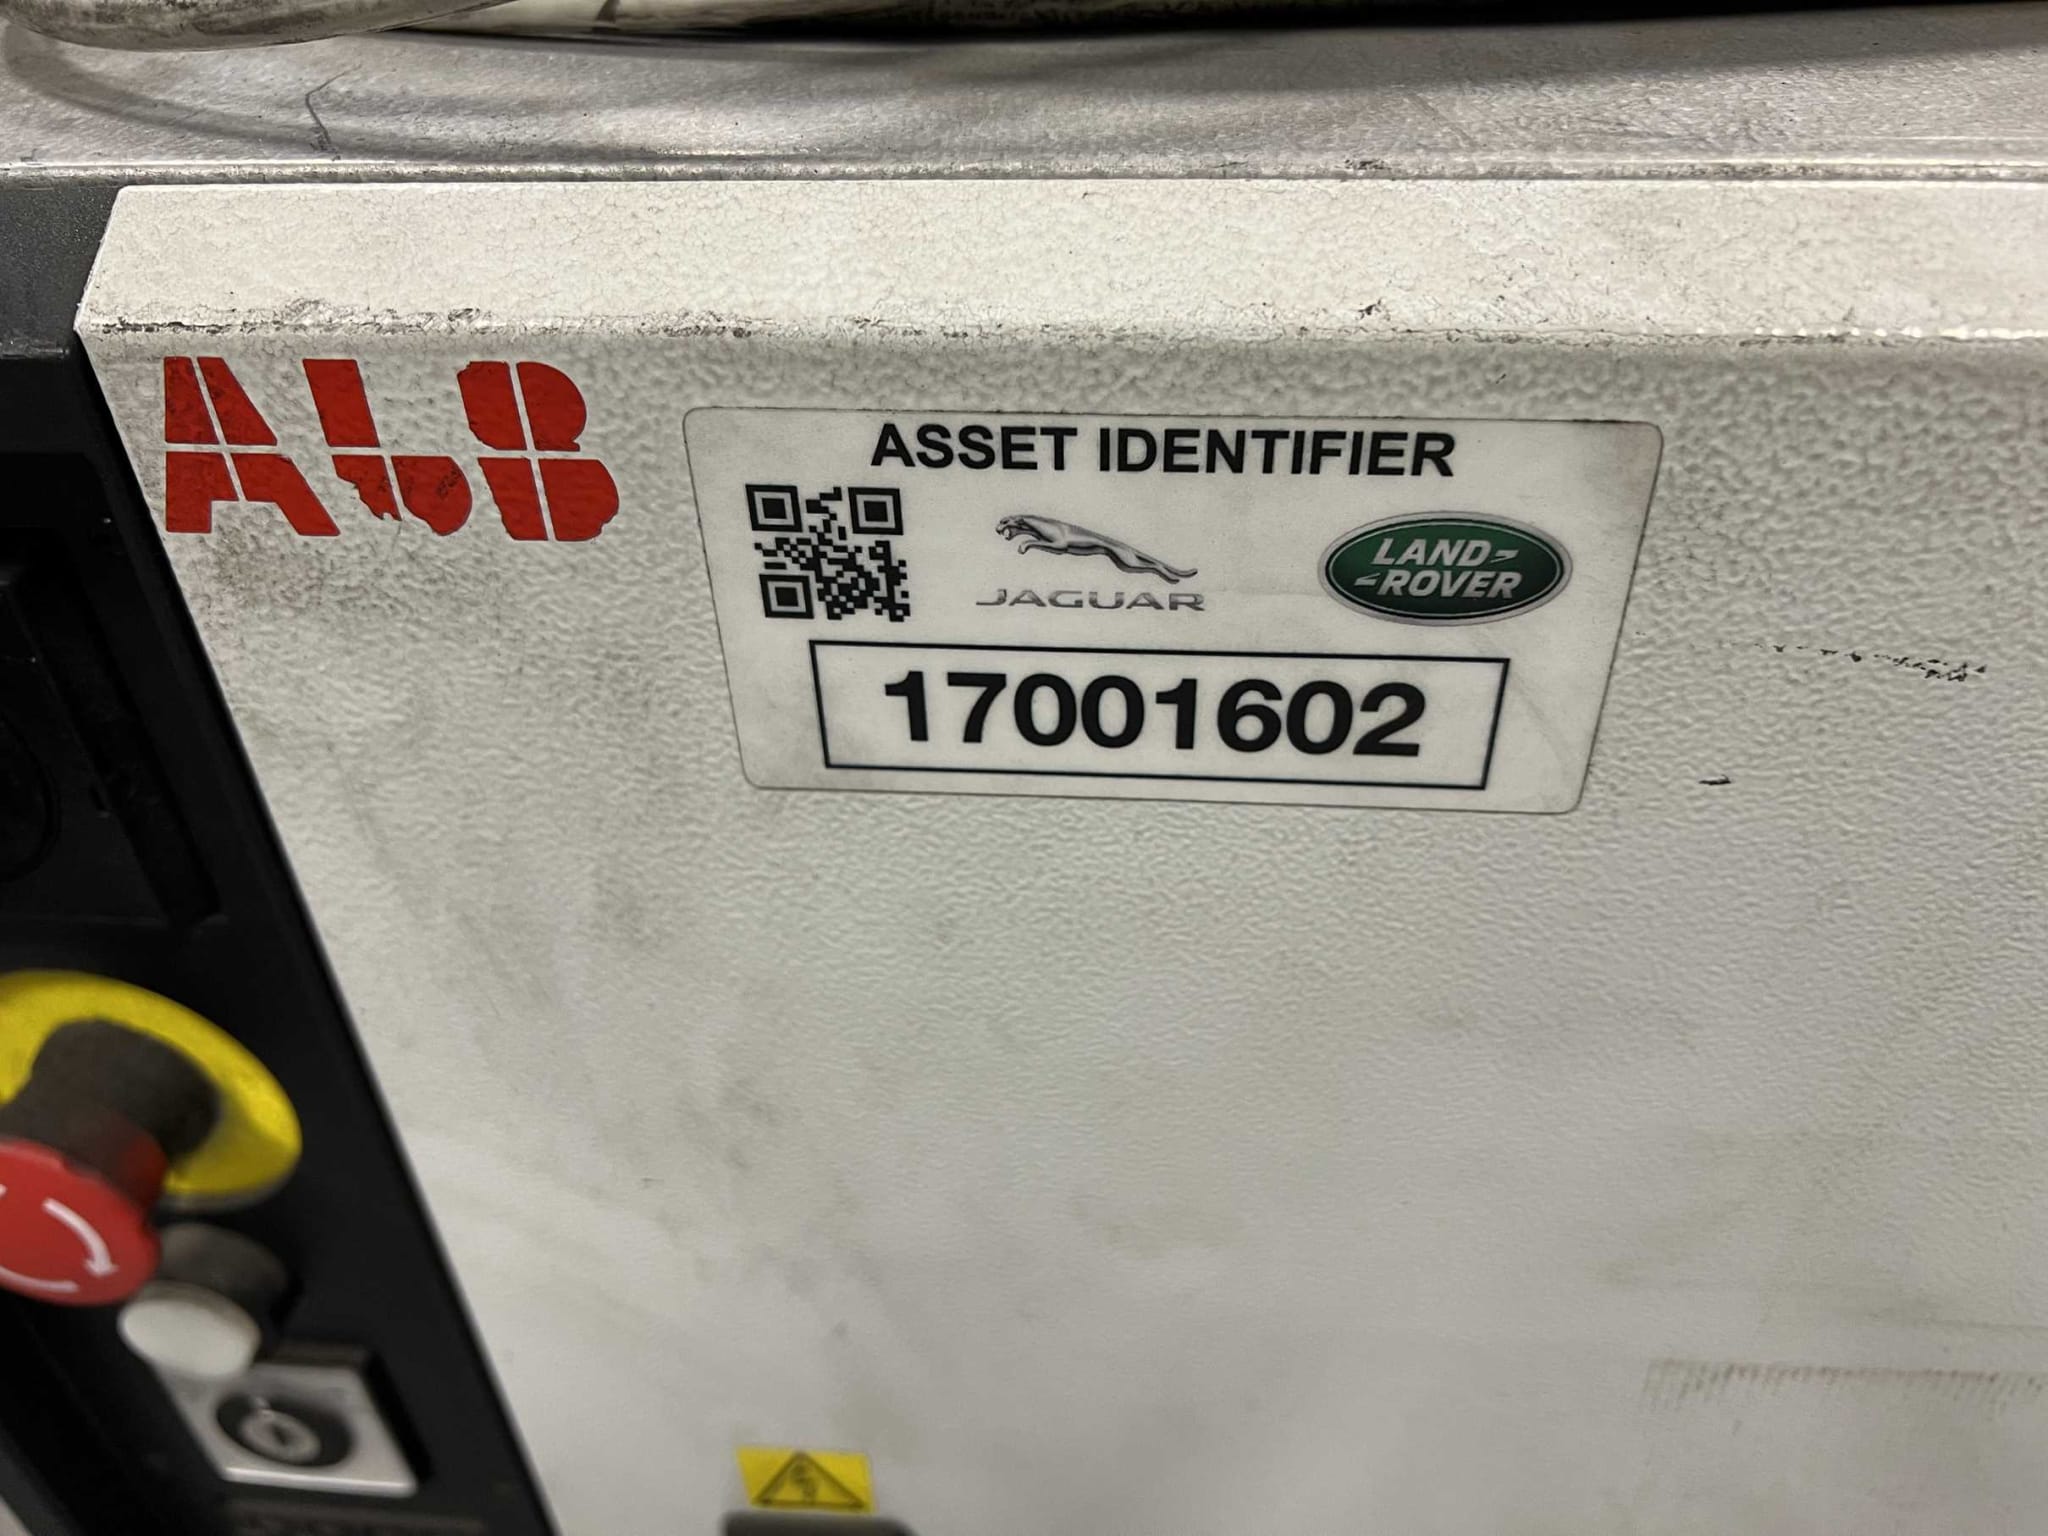 ABB
ASSET IDENTIFIER
JAGUAR
LAND-
-ROVER
17001602